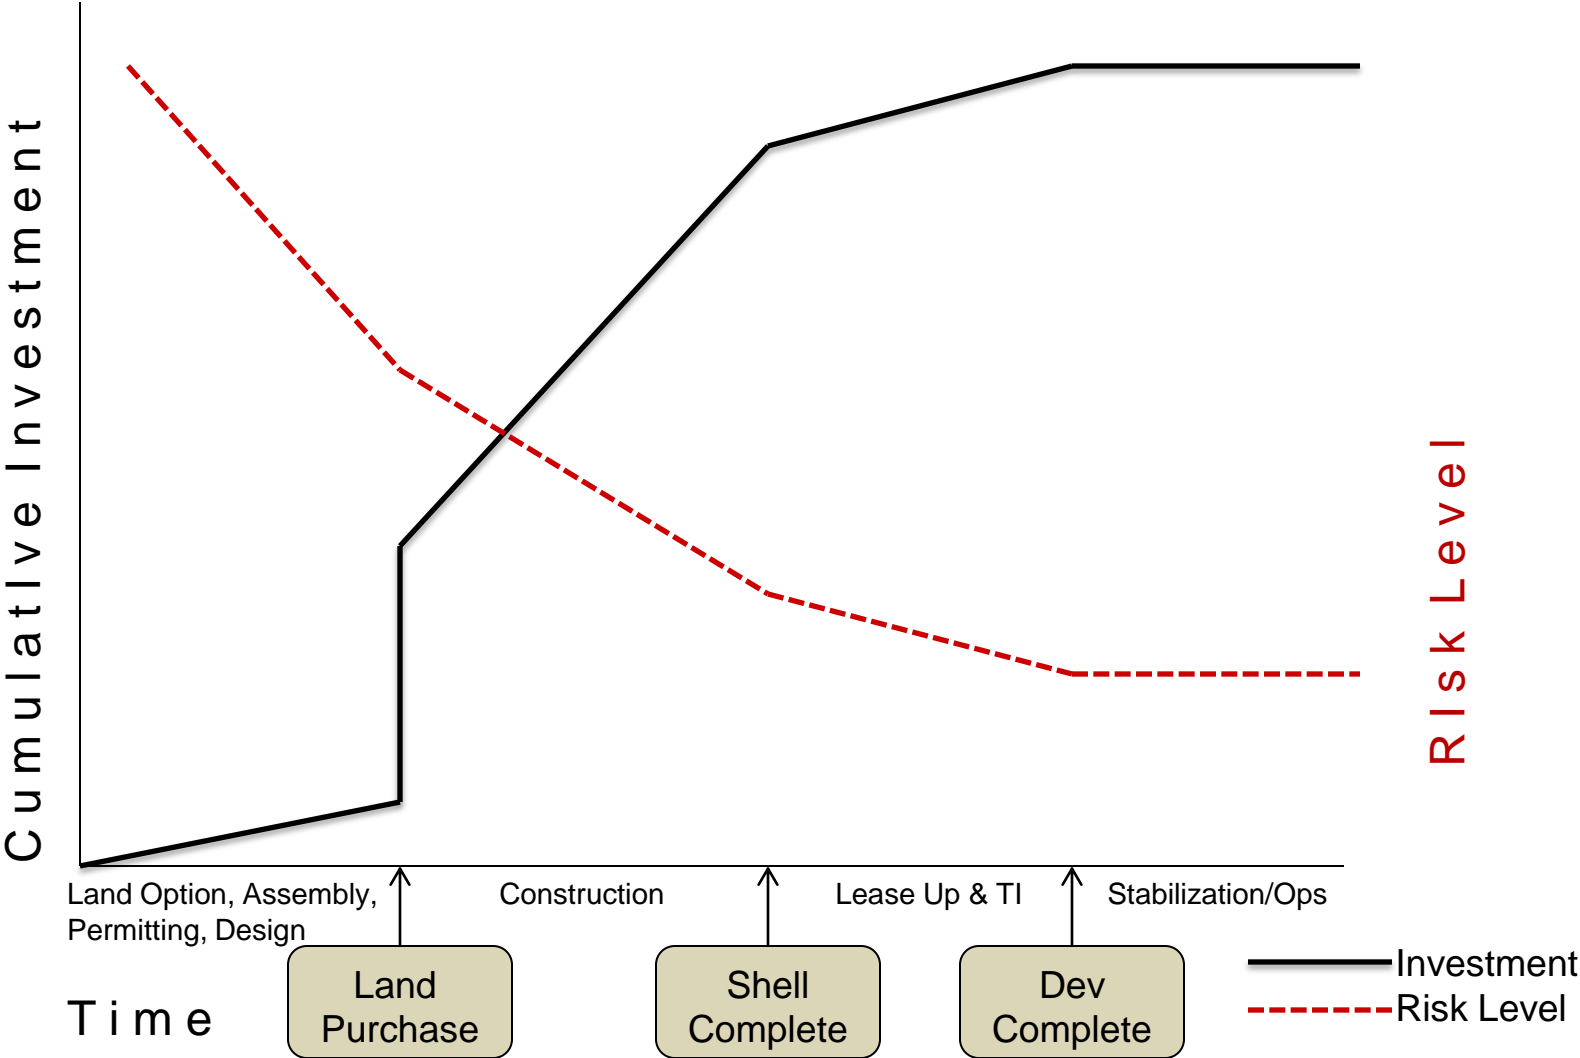 Cumulative Investment
Risk Level
Land Option, Assembly,
Permitting, Design
Construction
Lease Up & TI
Stabilization/Ops
Land
Purchase
Shell
Complete
Dev
Complete
Time
Investment
Risk Level